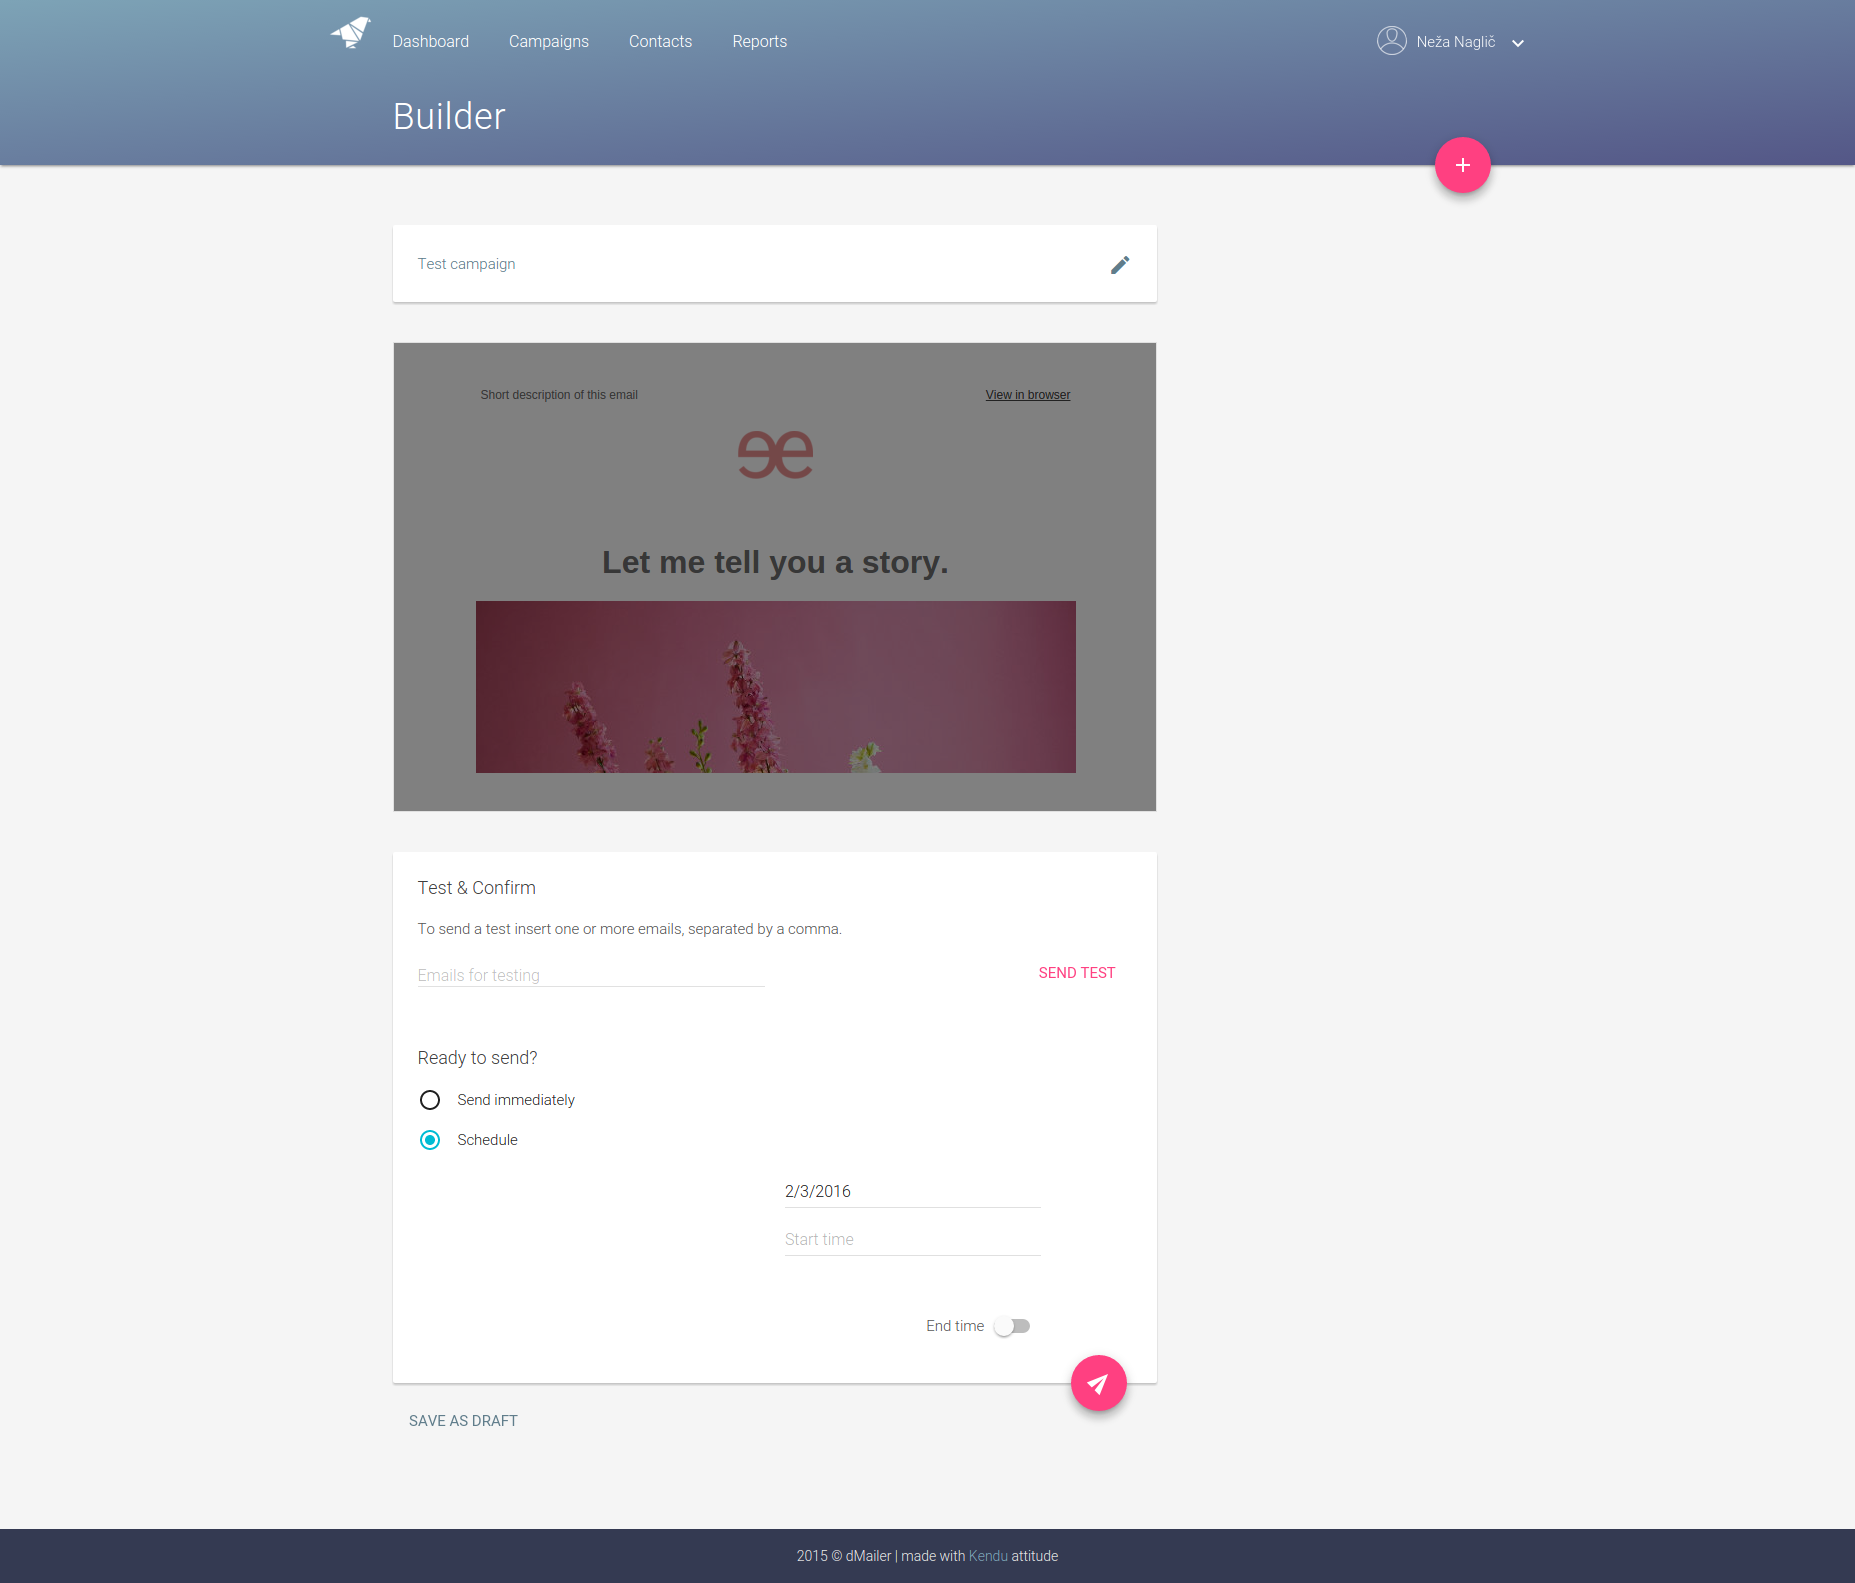 Dashboard Campaigns Contacts Reports Neža Naglič
Builder
Test campaign
Short description of this email View in browser
ee
Let me tell you a story.
Test & Confirm
To send a test insert one or more emails, separated by a comma.
Emails for testing SEND TEST
Ready to send?
Send immediately
Schedule
2/3/2016
Start time
End time
SAVE AS DRAFT
2015 © dMailer | made with Kendu attitude